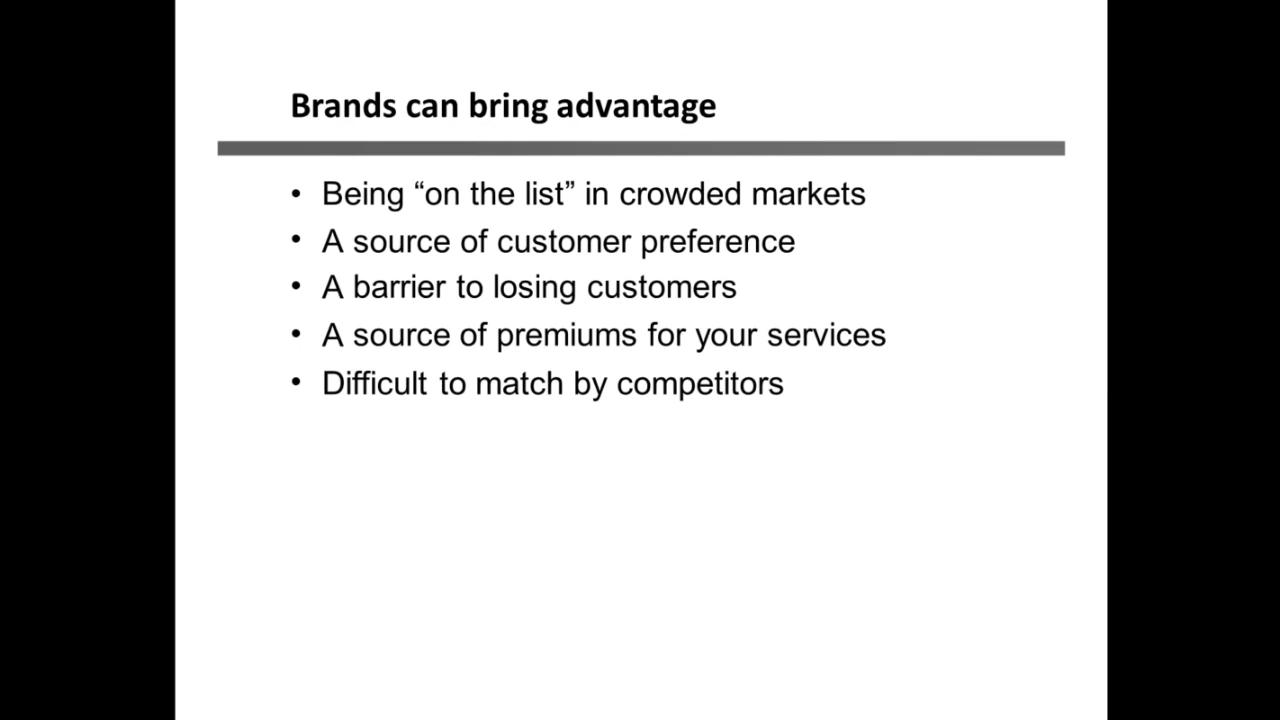 Brands can bring advantage
• Being “on the list” in crowded markets
• A source of customer preference
• A barrier to losing customers
• A source of premiums for your services
• Difficult to match by competitors